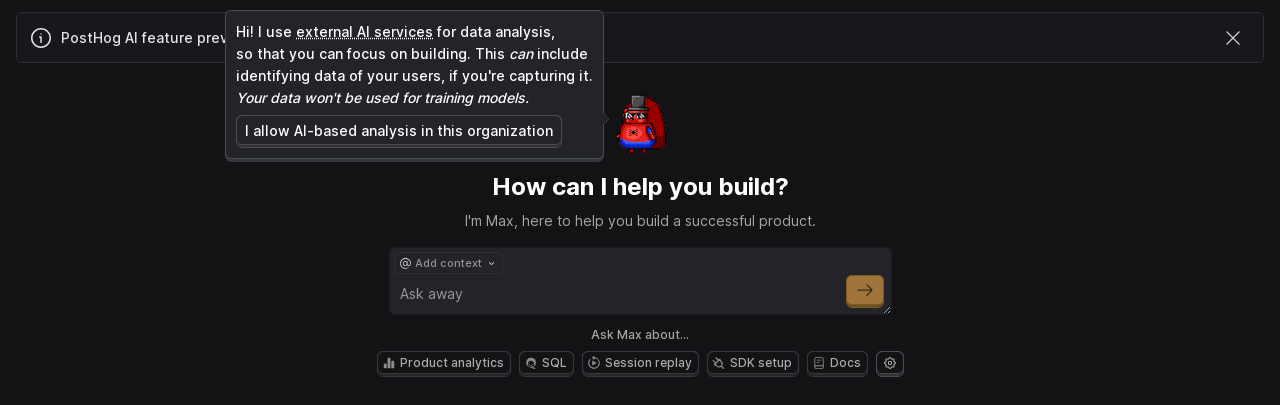 PostHog AI feature prev
Hi! I use external AI services for data analysis,
so that you can focus on building. This can include
identifying data of your users, if you're capturing it.
Your data won't be used for training models.
I allow AI-based analysis in this organization
How can I help you build?
I'm Max, here to help you build a successful product.
@ Add context
Ask away
Ask Max about...
Product analytics SQL Session replay SDK setup Docs